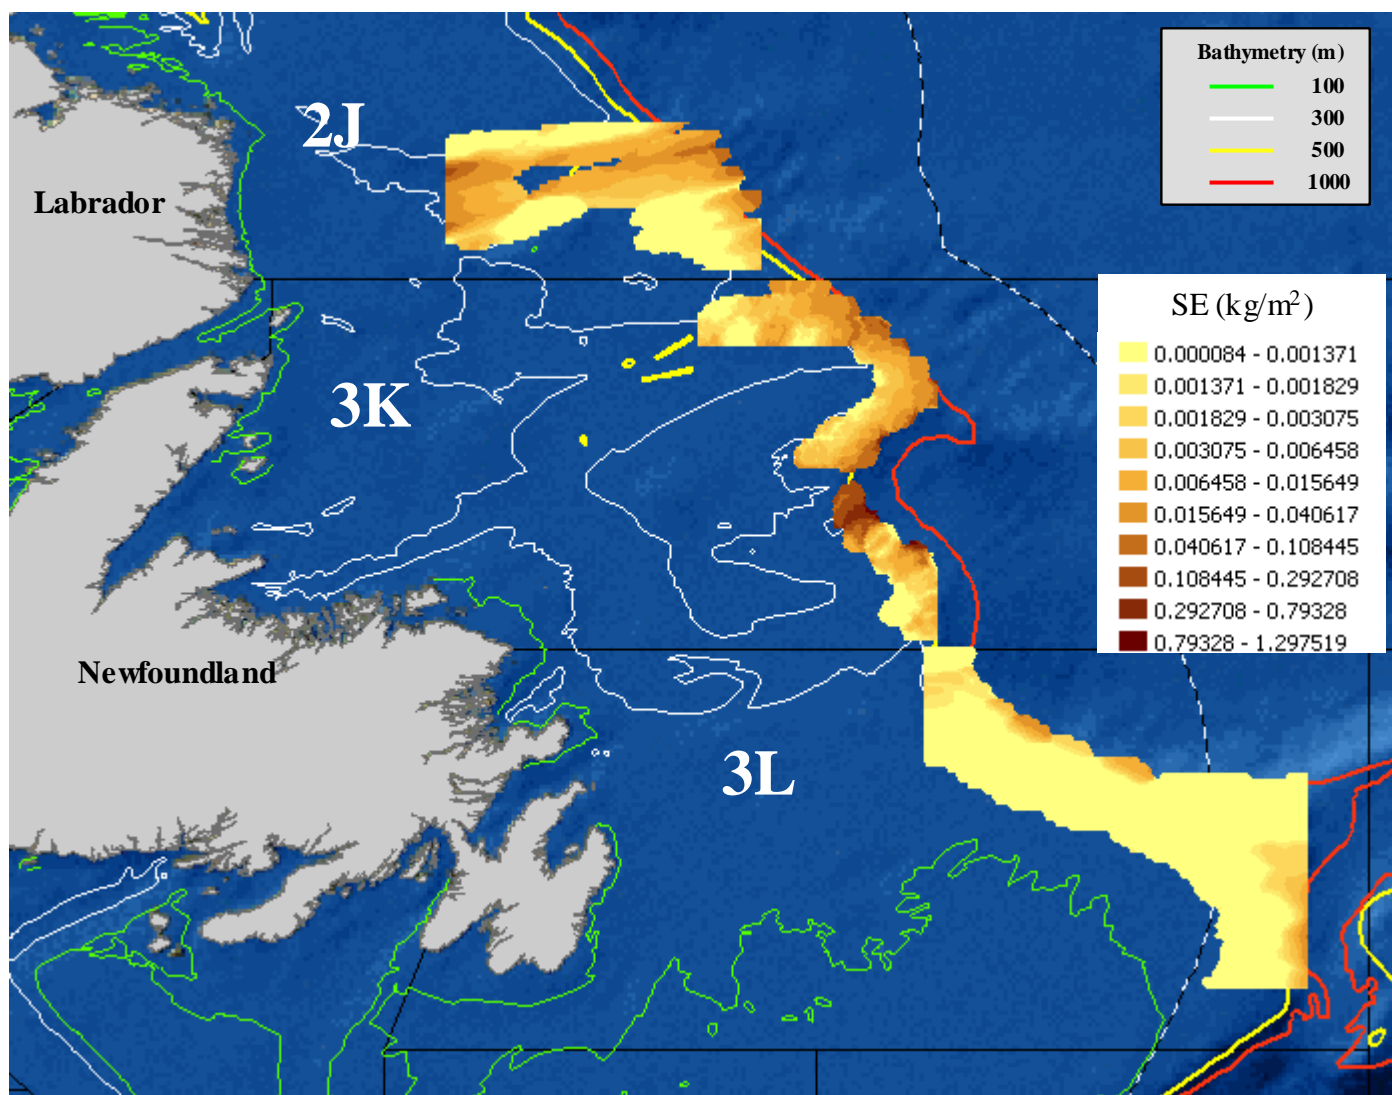 Bathymetry (m)
100
300
500
1000
2J
Labrador
SE (kg/m²)
0.000084 - 0.001371
0.001371 - 0.001829
0.001829 - 0.003075
0.003075 - 0.006458
0.006458 - 0.015649
0.015649 - 0.040617
0.040617 - 0.108445
0.108445 - 0.292708
0.292708 - 0.79328
0.79328 - 1.297519
3K
Newfoundland
3L